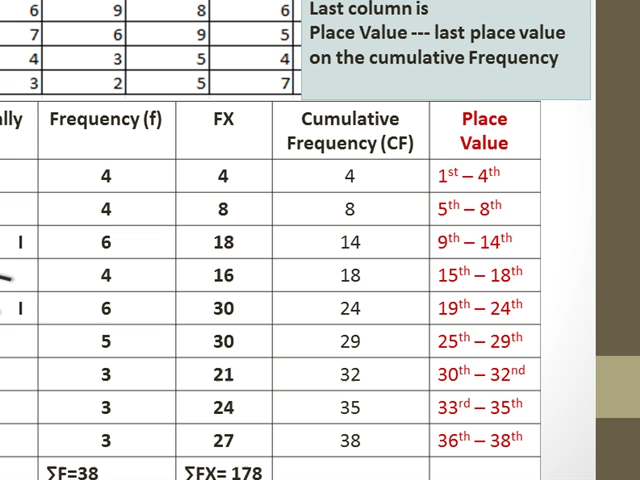 6 9 8 6
7 6 9 5
4 3 5 4
3 2 5 7
Last column is
Place Value --- last place value
on the cumulative Frequency
Frequency (f) FX Cumulative Frequency (CF) Place Value
4 4 4 1st – 4th
4 8 8 5th – 8th
I 6 18 14 9th – 14th
4 16 18 15th – 18th
I 6 30 24 19th – 24th
5 30 29 25th – 29th
3 21 32 30th – 32nd
3 24 35 33rd – 35th
3 27 38 36th – 38th
∑F=38 ∑FX= 178